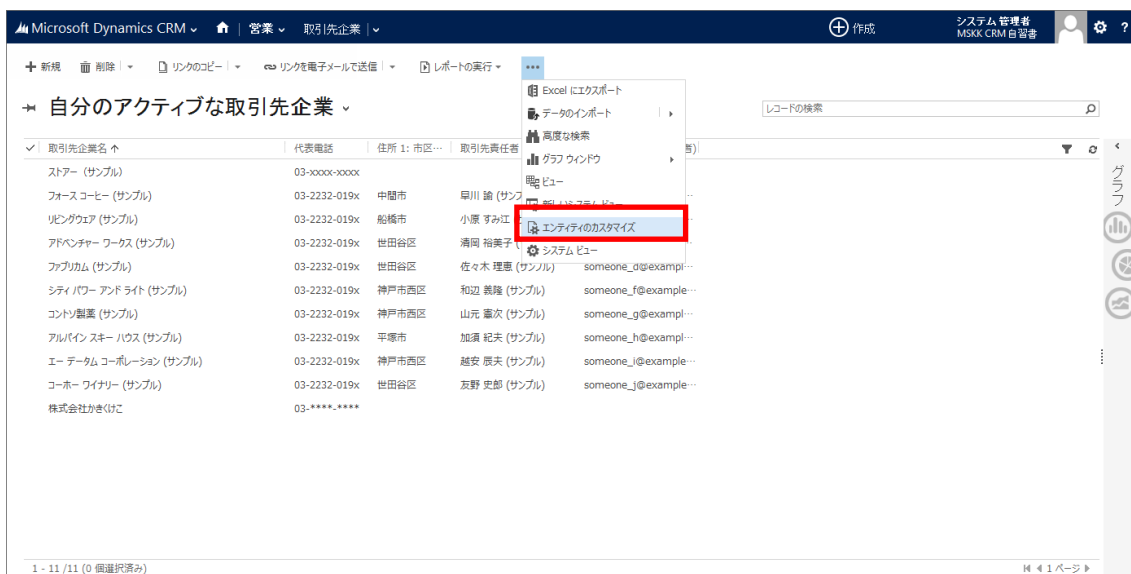 Microsoft Dynamics CRM 営業 取引先企業 作成 システム 管理者
MSKK CRM 自習書 ?
新規 削除 リンクのコピー リンクを電子メールで送信 レポートの実行 •••
自分のアクティブな取引先企業
レコードの検索
Excel にエクスポート
データのインポート
高度な検索
グラフ ウィンドウ
ビュー
エンティティのカスタマイズ
システム ビュー
取引先企業名 代表電話 住所 1: 市区… 取引先責任者
ストアー (サンプル) 03-xxxx-xxxx
フォース コーヒー (サンプル) 03-2232-019x 中間市 早川 諭 (サンプ
リビングウェア (サンプル) 03-2232-019x 船橋市 小原 すみ江
アドベンチャー ワークス (サンプル) 03-2232-019x 世田谷区 清岡 裕美子 (
ファブリカム (サンプル) 03-2232-019x 世田谷区 佐々木 理恵 (サンプル) someone_d@exampl…
シティ パワー アンド ライト (サンプル) 03-2232-019x 神戸市西区 和辺 義隆 (サンプル) someone_f@example…
コントソ製薬 (サンプル) 03-2232-019x 神戸市西区 山元 憲次 (サンプル) someone_g@exampl…
アルパイン スキー ハウス (サンプル) 03-2232-019x 平塚市 加須 紀夫 (サンプル) someone_h@exampl…
エー データム コーポレーション (サンプル) 03-2232-019x 神戸市西区 越安 辰夫 (サンプル) someone_i@example…
コーホー ワイナリー (サンプル) 03-2232-019x 世田谷区 友野 史郎 (サンプル) someone_j@example…
株式会社かきくけこ 03-****-****
グラフ
1 - 11 /11 (0 個選択済み) 1 ページ